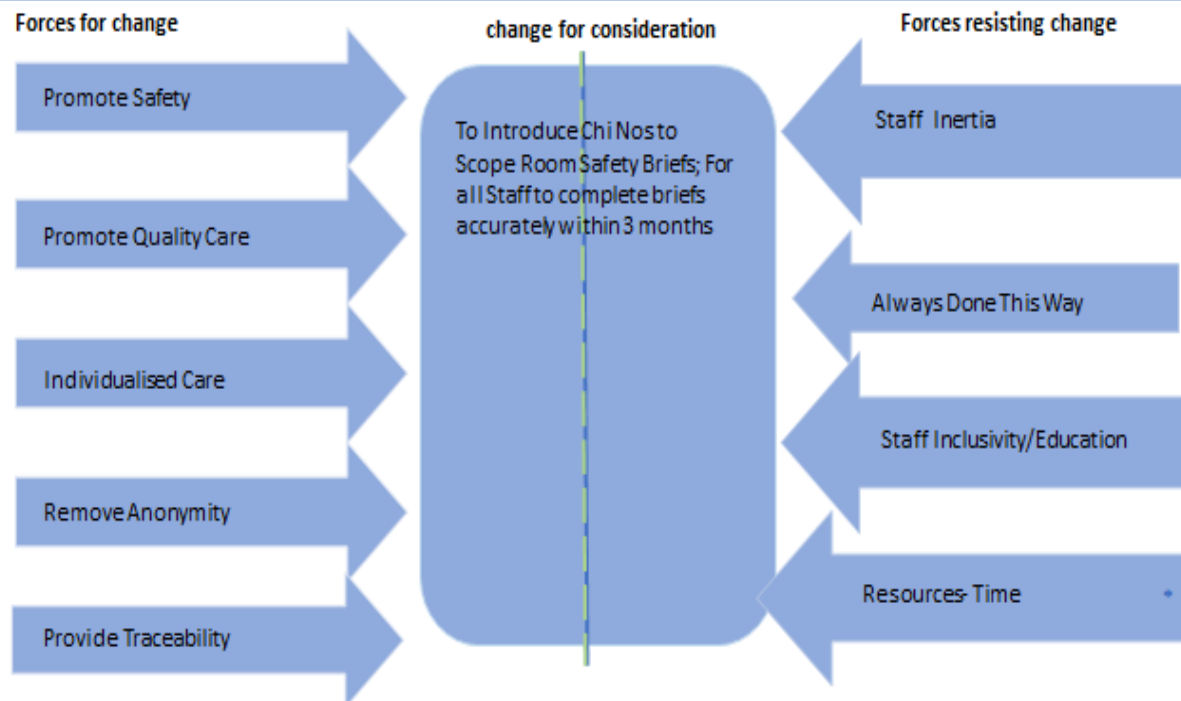 Forces for change
change for consideration
Forces resisting change
Promote Safety
Promote Quality Care
Individualised Care
Remove Anonymity
Provide Traceability
To Introduce Chi Nos to
Scope Room Safety Briefs; For
all Staff to complete briefs
accurately within 3 months
Staff Inertia
Always Done This Way
Staff Inclusivity/Education
Resources- Time